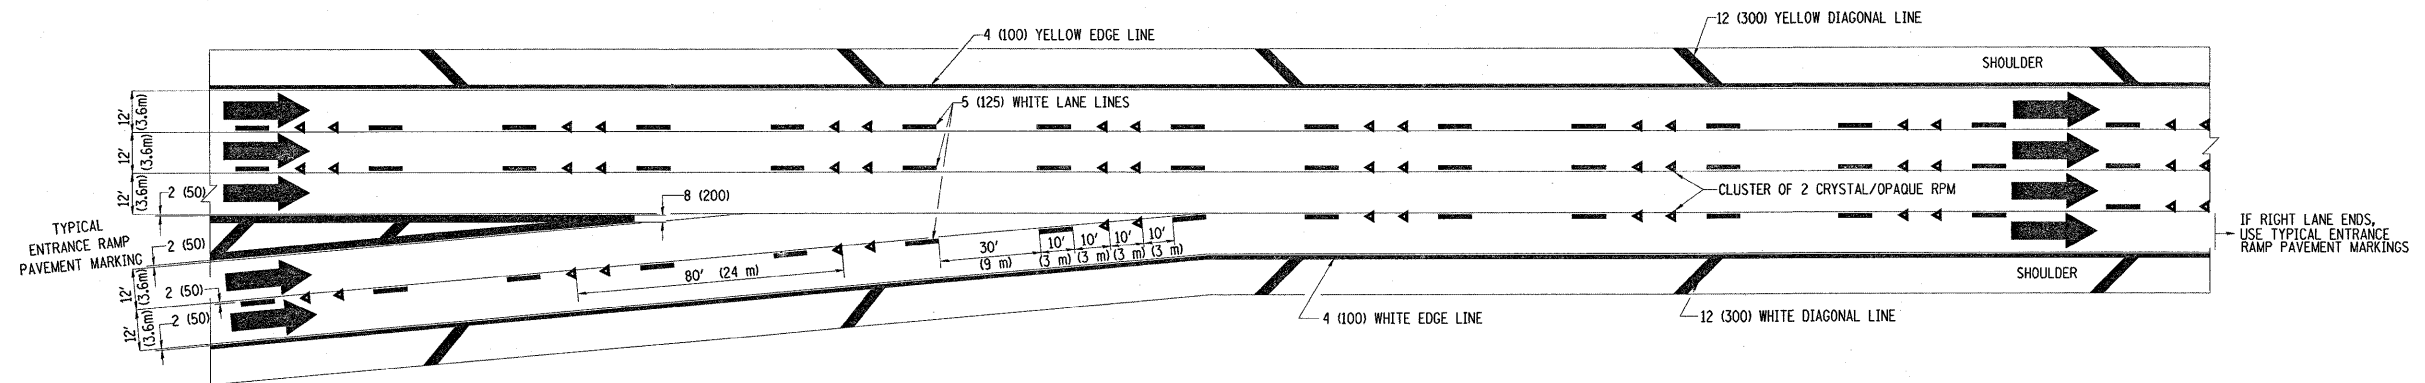 12 (300) YELLOW DIAGONAL LINE
4 (100) YELLOW EDGE LINE
SHOULDER
5 (125) WHITE LANE LINES
12'
(3.6m)
12'
(3.6m)
12'
(3.6m)
2 (50)
8 (200)
CLUSTER OF 2 CRYSTAL/OPAQUE RPM
TYPICAL
ENTRANCE RAMP
PAVEMENT MARKING
IF RIGHT LANE ENDS,
USE TYPICAL ENTRANCE
RAMP PAVEMENT MARKINGS
2 (50)
30'
(9 m)
10'
(3 m)
10'
(3 m)
10'
(3 m)
10'
(3 m)
80' (24 m)
SHOULDER
12'
(3.6m)
2 (50)
12'
(3.6m)
2 (50)
4 (100) WHITE EDGE LINE
12 (300) WHITE DIAGONAL LINE